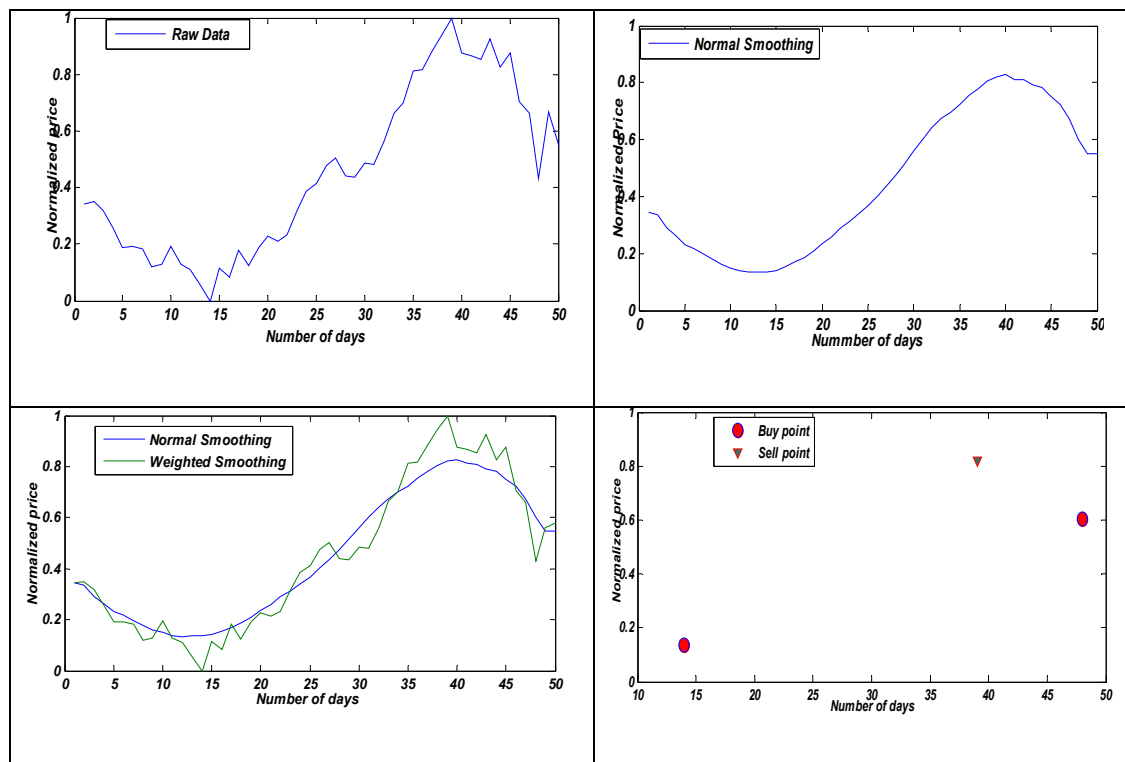 Raw Data
Normalized price
1
0.8
0.6
0.4
0.2
0
0 5 10 15 20 25 30 35 40 45 50
Number of days
Normal Smoothing
Normalized Price
1
0.8
0.6
0.4
0.2
0
0 5 10 15 20 25 30 35 40 45 50
Nummber of days
Normal Smoothing
Weighted Smoothing
Normalized price
1
0.8
0.6
0.4
0.2
0
0 5 10 15 20 25 30 35 40 45 50
Number of days
Buy point
Sell point
Normalized price
1
0.8
0.6
0.4
0.2
0
10 15 20 25 30 35 40 45 50
Number of days